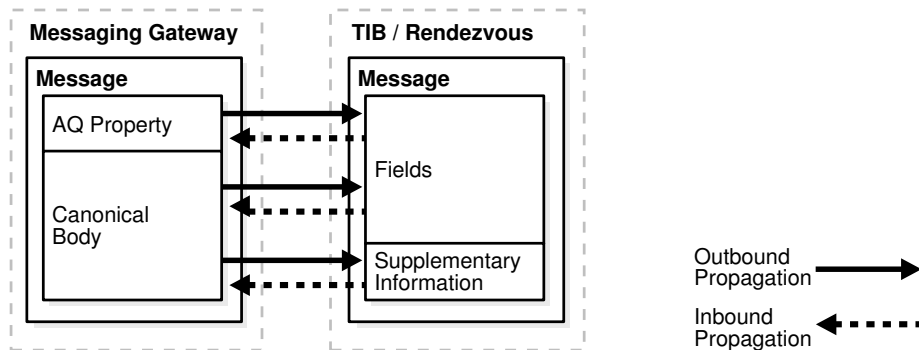 Messaging Gateway
TIB / Rendezvous
Message
Message
AQ Property
Canonical
Body
Fields
Supplementary
Information
Outbound
Propagation
Inbound
Propagation